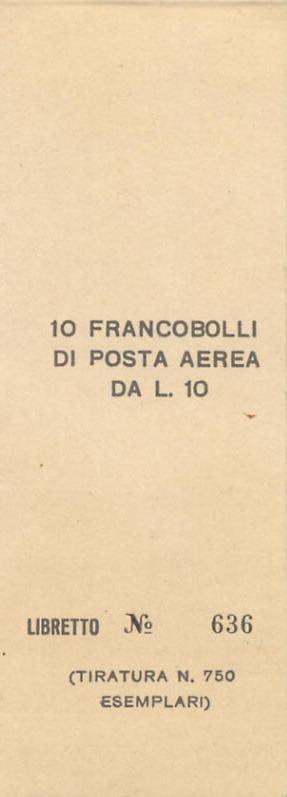 10 FRANCOBOLLI
DI POSTA AEREA
DA L. 10
LIBRETTO № 636
(TIRATURA N. 750
ESEMPLARI)